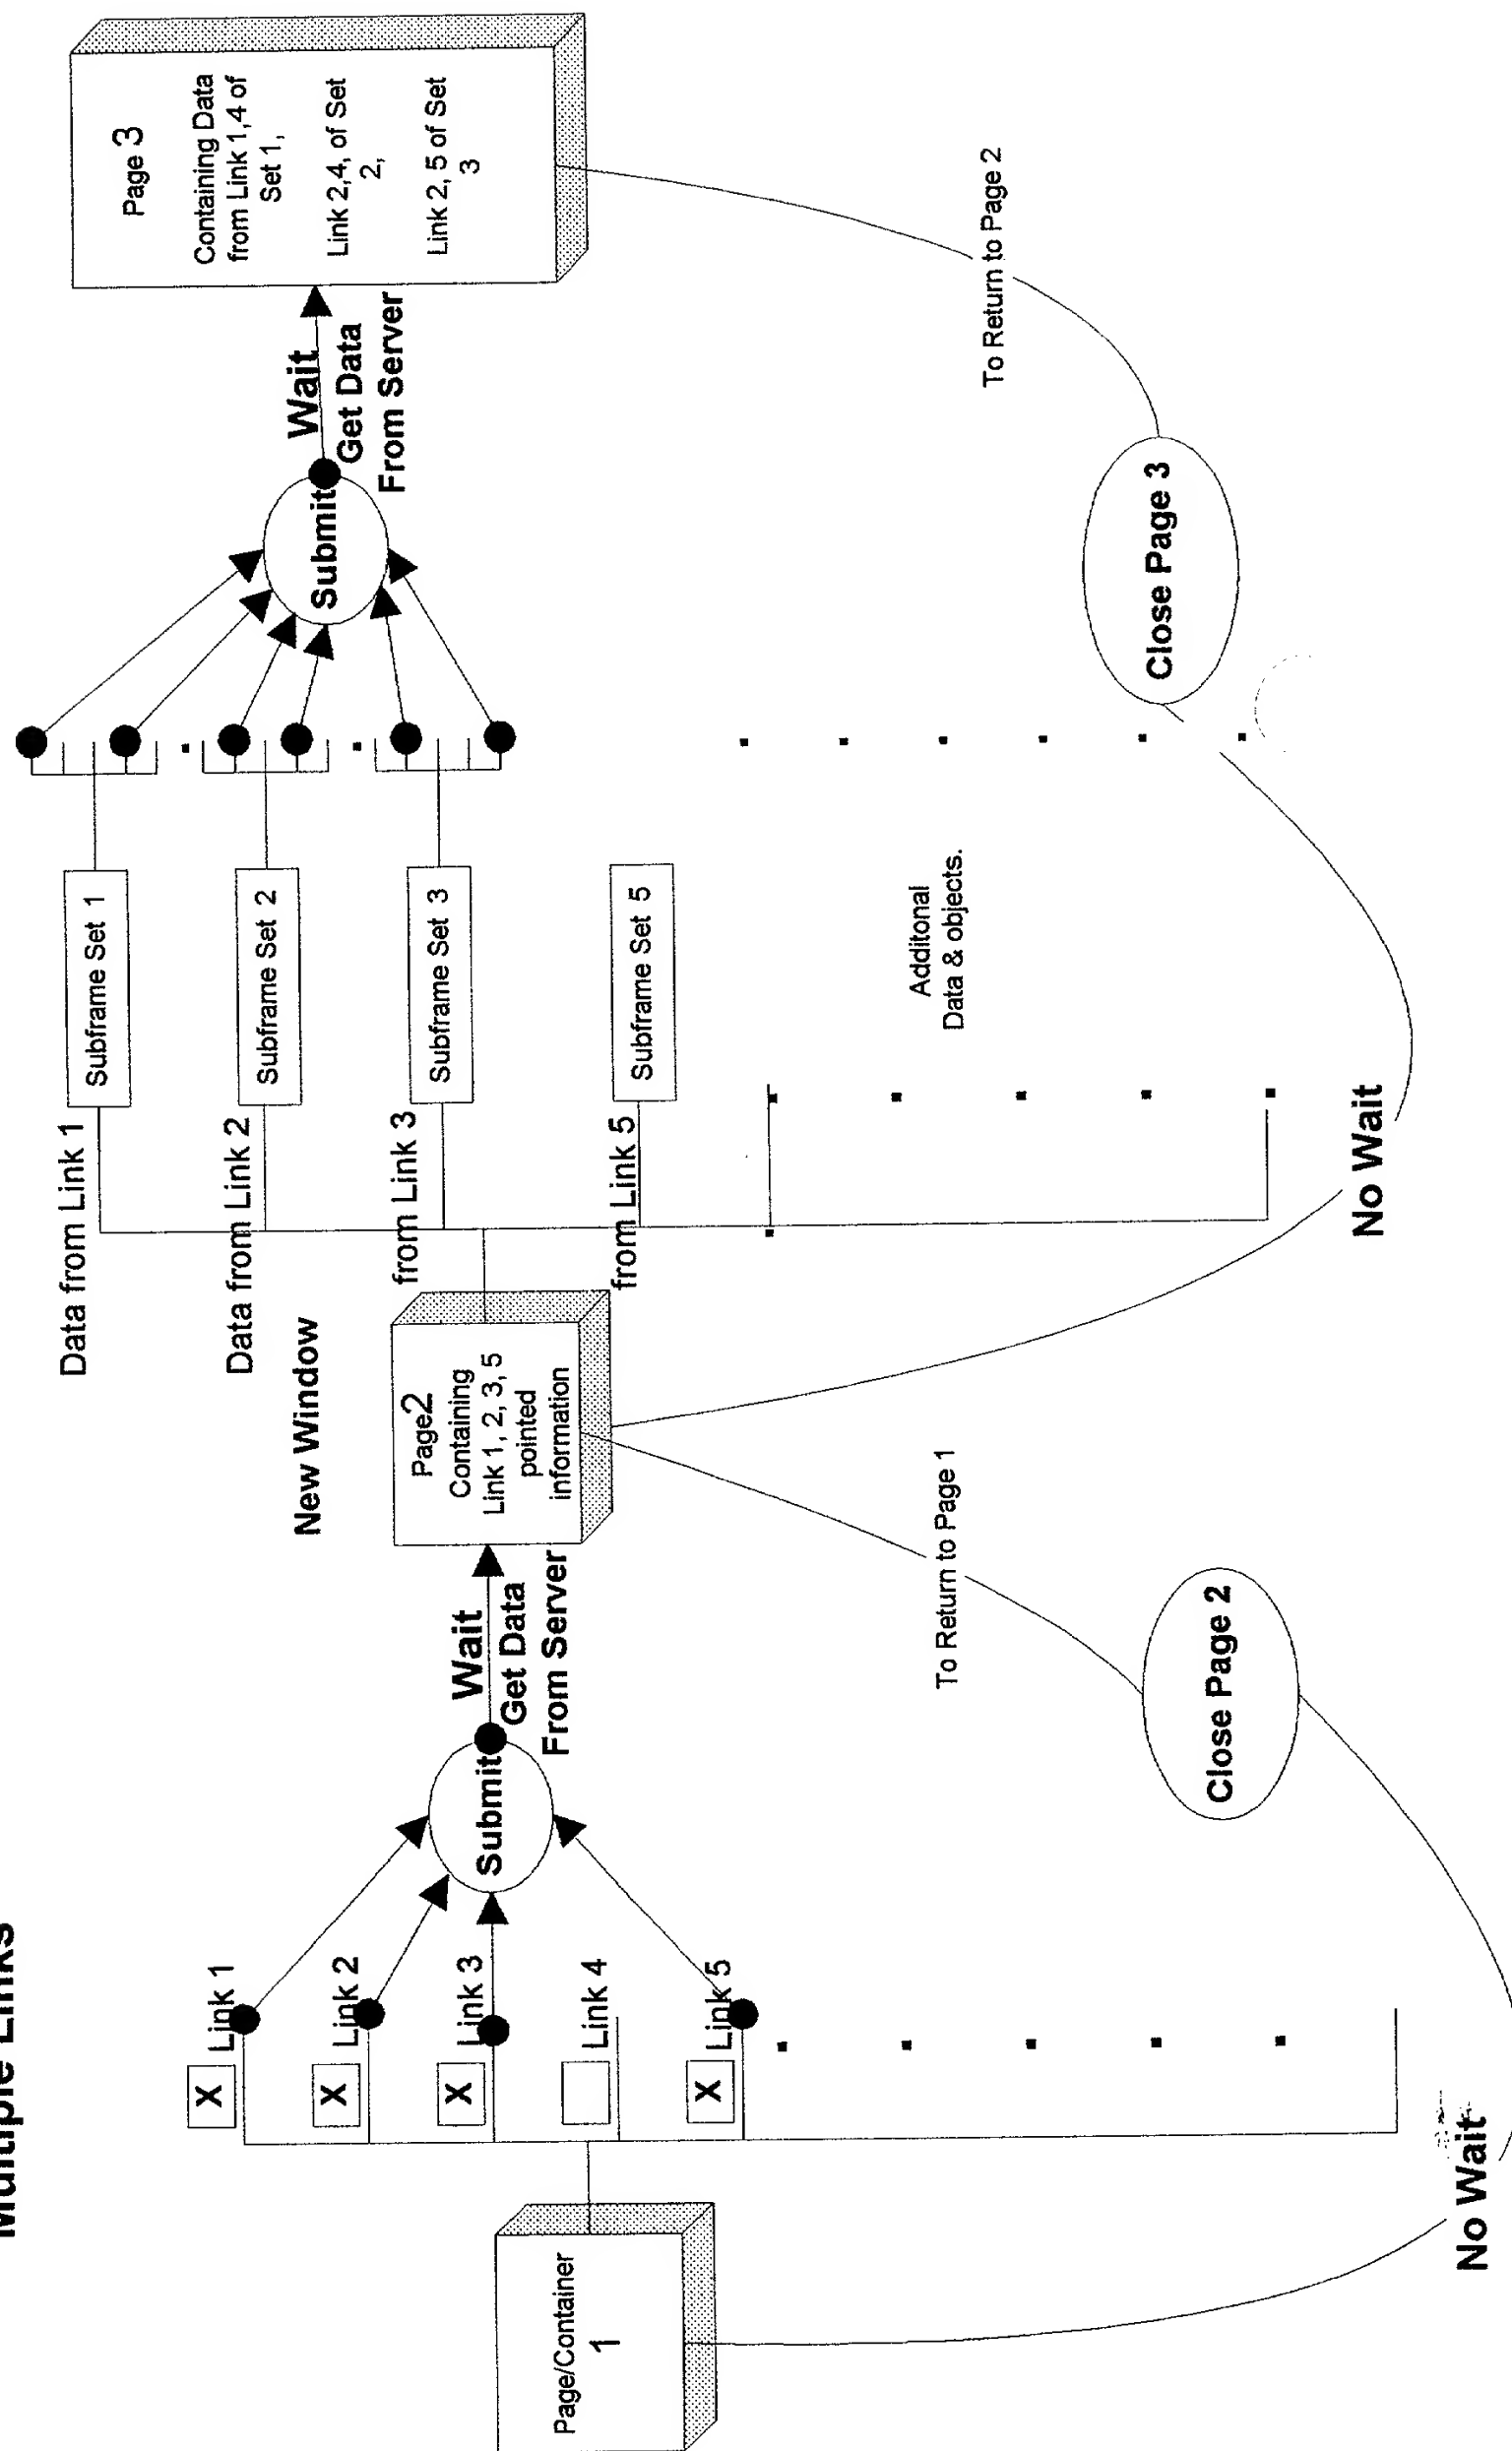 Multiple Links
Page/Container
1
X
Link 1
X
Link 2
X
Link 3
Link 4
X
Link 5
Submit
Wait
Get Data
From Server
New Window
Page2
Containing
Link 1, 2, 3, 5
pointed
information
To Return to Page 1
Close Page 2
No Wait
Data from Link 1
Data from Link 2
from Link 3
from Link 5
Subframe Set 1
Subframe Set 2
Subframe Set 3
Subframe Set 5
Additonal
Data & objects.
Submit
Wait
Get Data
From Server
Page 3
Containing Data
from Link 1,4 of
Set 1,
Link 2,4, of Set
2,
Link 2, 5 of Set
3
To Return to Page 2
Close Page 3
No Wait